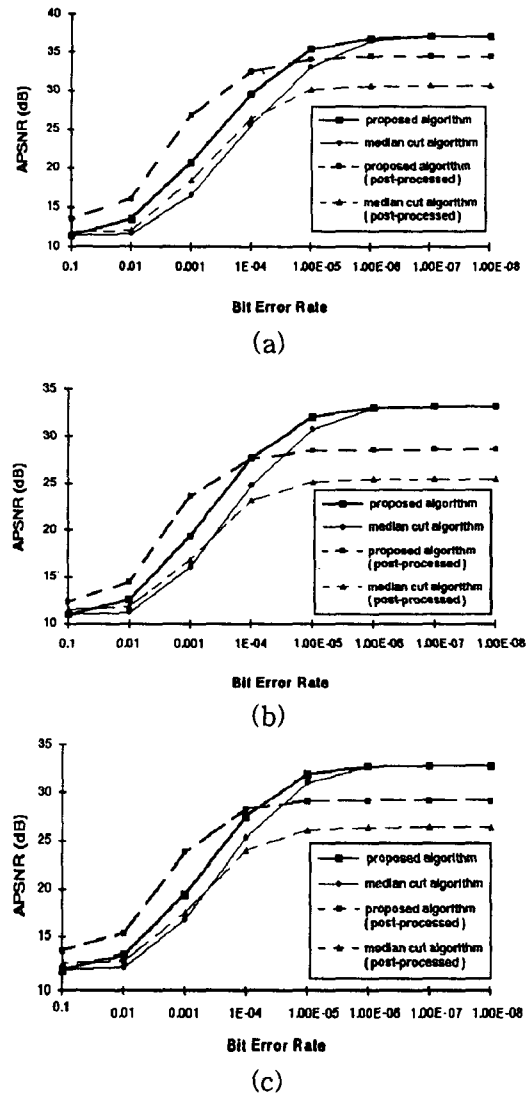 40
35
30
25
20
15
10
APSNR (dB)
proposed algorithm
median cut algorithm
proposed algorithm
(post-processed)
median cut algorithm
(post-processed)
0.1 0.01 0.001 1E-04 1.00E-05 1.00E-06 1.00E-07 1.00E-08
Bit Error Rate
(a)
35
30
25
20
15
10
APSNR (dB)
proposed algorithm
median cut algorithm
proposed algorithm
(post-processed)
median cut algorithm
(post-processed)
0.1 0.01 0.001 1E-04 1.00E-05 1.00E-06 1.00E-07 1.00E-08
Bit Error Rate
(b)
35
30
25
20
15
10
APSNR (dB)
proposed algorithm
median cut algorithm
proposed algorithm
(post-processed)
median cut algorithm
(post-processed)
0.1 0.01 0.001 1E-04 1.00E-05 1.00E-06 1.00E-07 1.00E-08
Bit Error Rate
(c)